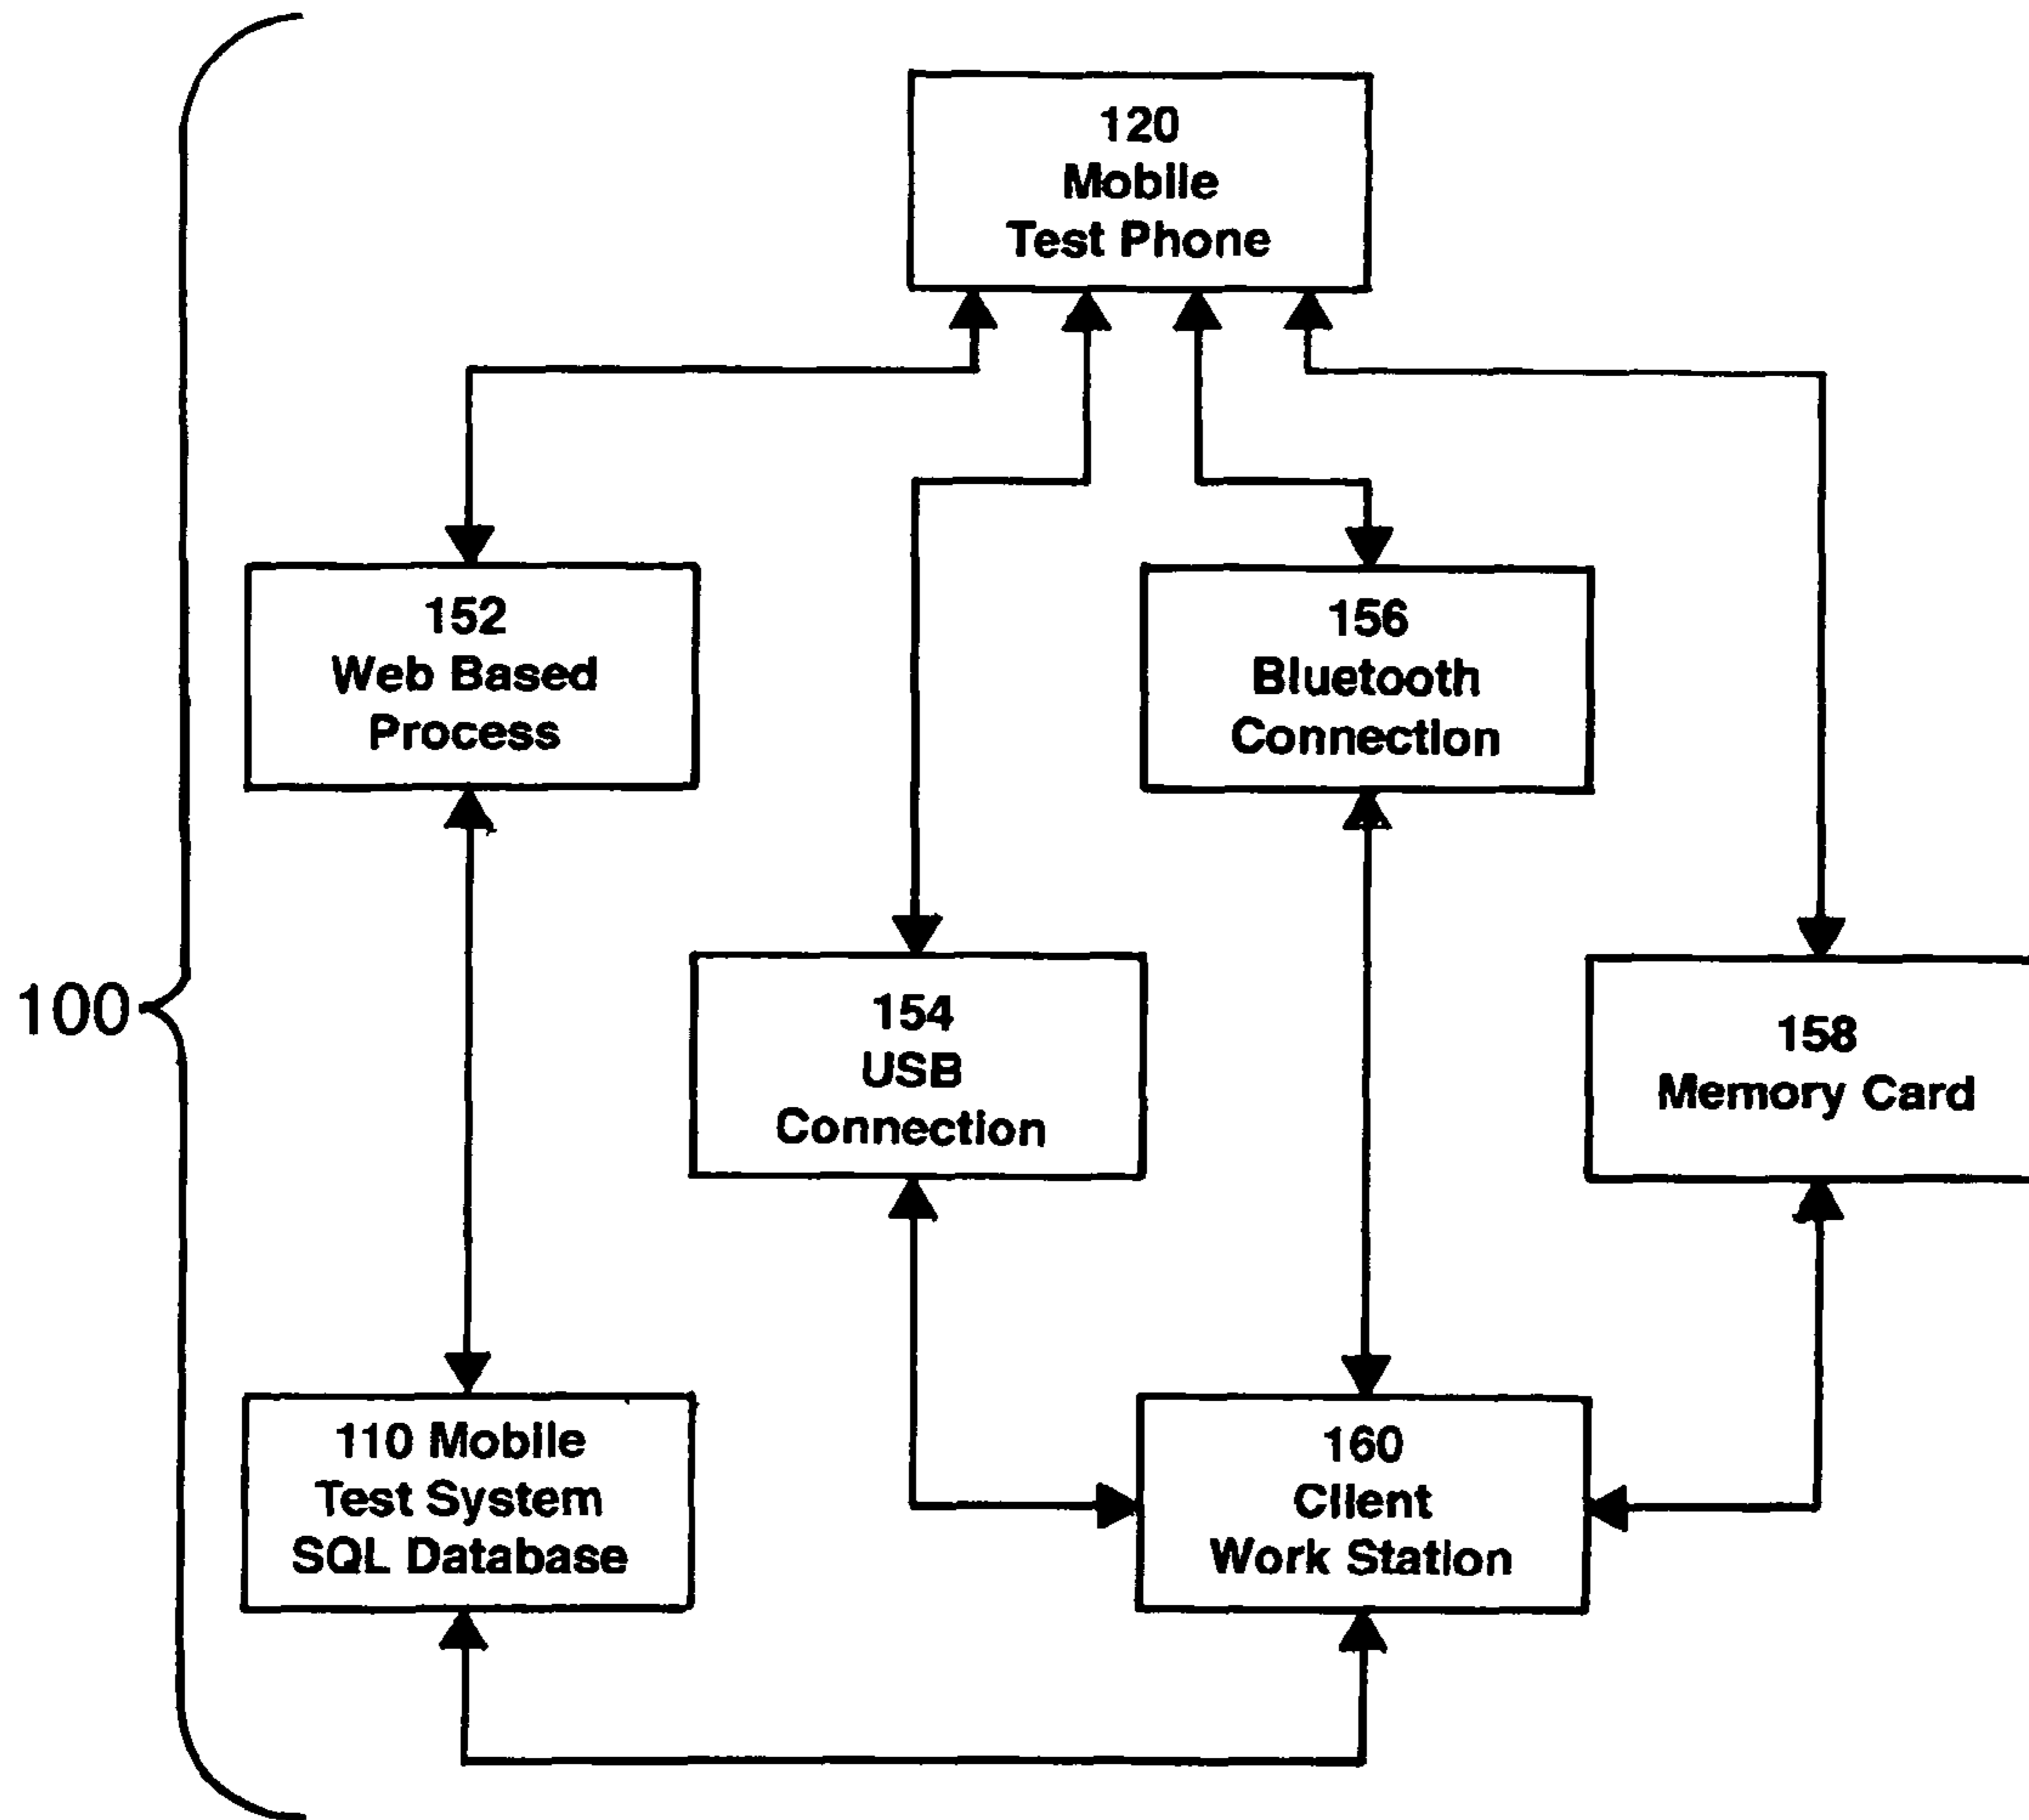 120
Mobile
Test Phone
152
Web Based
Process
156
Bluetooth
Connection
100
154
USB
Connection
158
Memory Card
110 Mobile
Test System
SQL Database
160
Client
Work Station